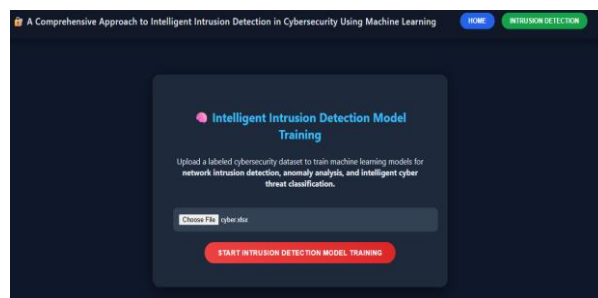 A Comprehensive Approach to Intelligent Intrusion Detection in Cybersecurity Using Machine Learning
HOME
INTRUSION DETECTION
Intelligent Intrusion Detection Model
Training
Upload a labeled cybersecurity dataset to train machine learning models for
network intrusion detection, anomaly analysis, and intelligent cyber
threat classification.
Choose File cyber.xlsx
START INTRUSION DETECTION MODEL TRAINING